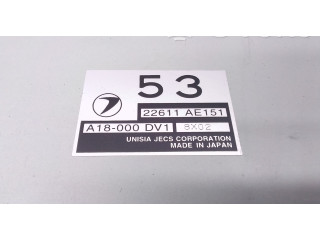 53
22611 AE151
A18-000 DV1 8X02
UNISIA JECS CORPORATION
MADE IN JAPAN